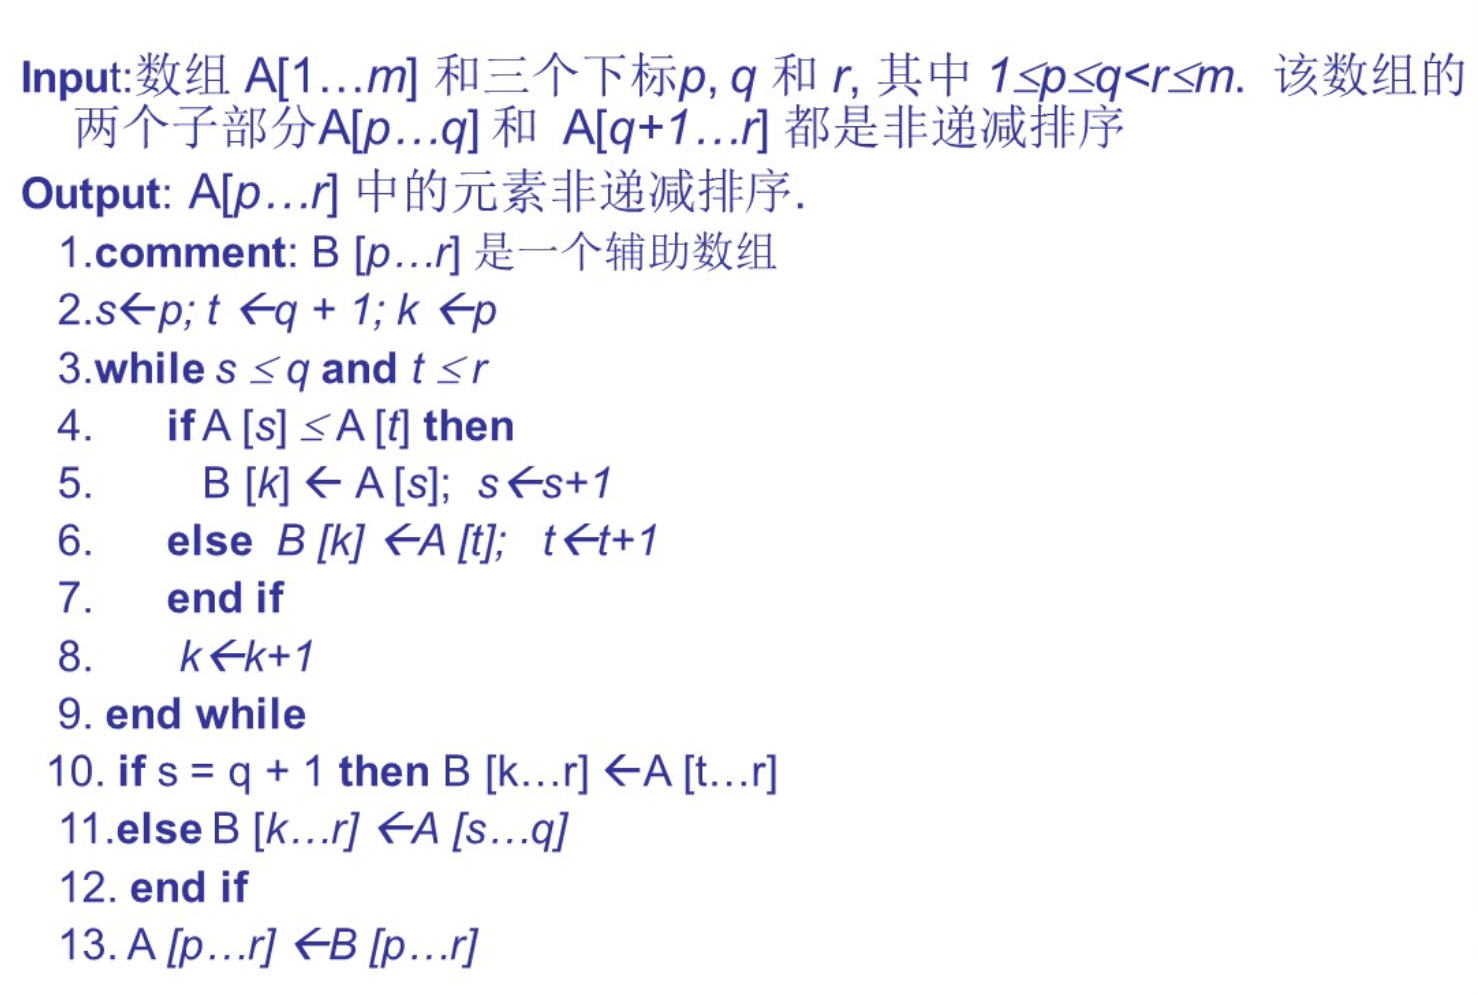 Input:数组 A[1…m] 和三个下标p, q 和 r, 其中 1≤p≤q<r≤m. 该数组的
两个子部分A[p…q] 和 A[q+1…r] 都是非递减排序
Output: A[p…r] 中的元素非递减排序.
1.comment: B [p…r] 是一个辅助数组
2.s←p; t ←q + 1; k ←p
3.while s ≤ q and t ≤ r
4. if A [s] ≤ A [t] then
5. B [k] ← A [s]; s←s+1
6. else B [k] ←A [t]; t←t+1
7. end if
8. k←k+1
9. end while
10. if s = q + 1 then B [k…r] ←A [t…r]
11.else B [k…r] ←A [s…q]
12. end if
13. A [p…r] ←B [p…r]